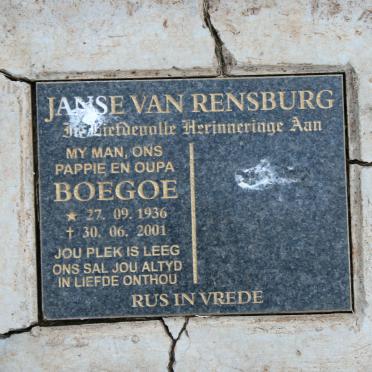 JANSE VAN RENSBURG
In Liefdevolle Herinneringe Aan
MY MAN, ONS
PAPPIE EN OUPA
BOEGOE
★ 27. 09. 1936
† 30. 06. 2001
JOU PLEK IS LEEG
ONS SAL JOU ALTYD
IN LIEFDE ONTHOU
RUS IN VREDE